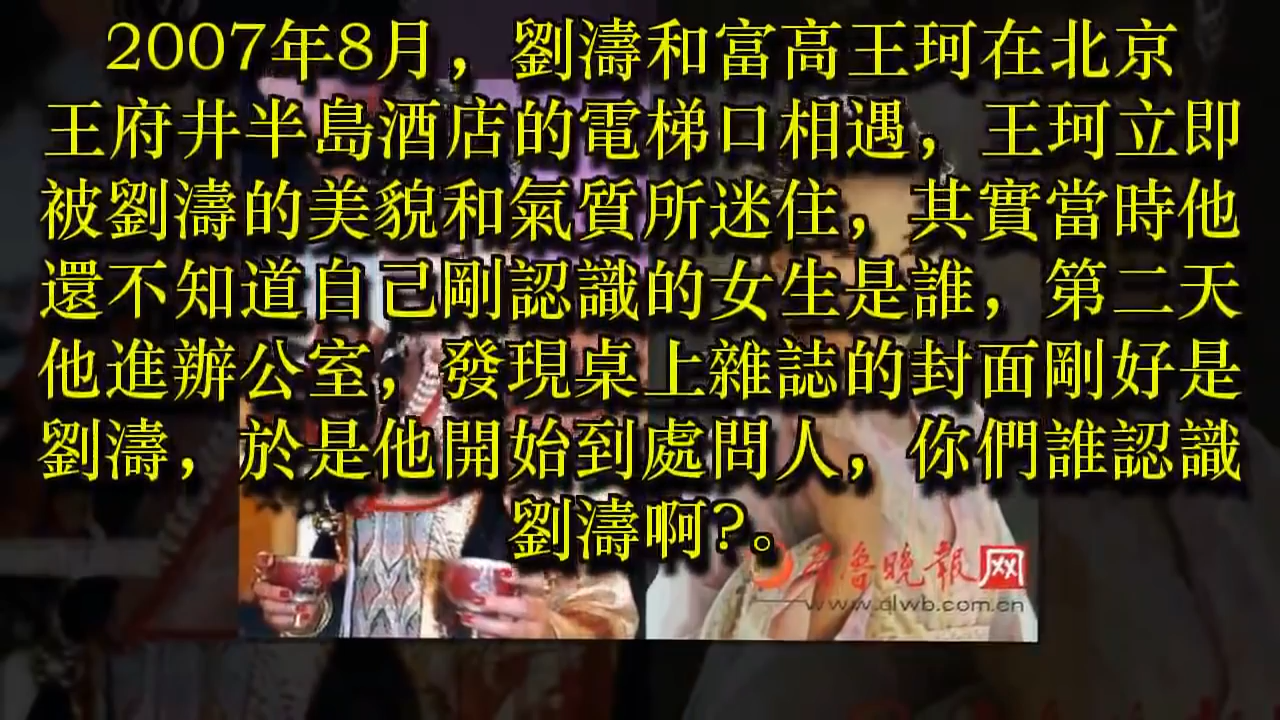 2007年8月，劉濤和富高王珂在北京
王府井半島酒店的電梯口相遇，王珂立即
被劉濤的美貌和氣質所迷住，其實當時他
還不知道自己剛認識的女生是誰，第二天
他進辦公室，發現桌上雜誌的封面剛好是
劉濤，於是他開始到處問人，你們誰認識
劉濤啊?。
齐鲁晚报网
www.qlwb.com.cn